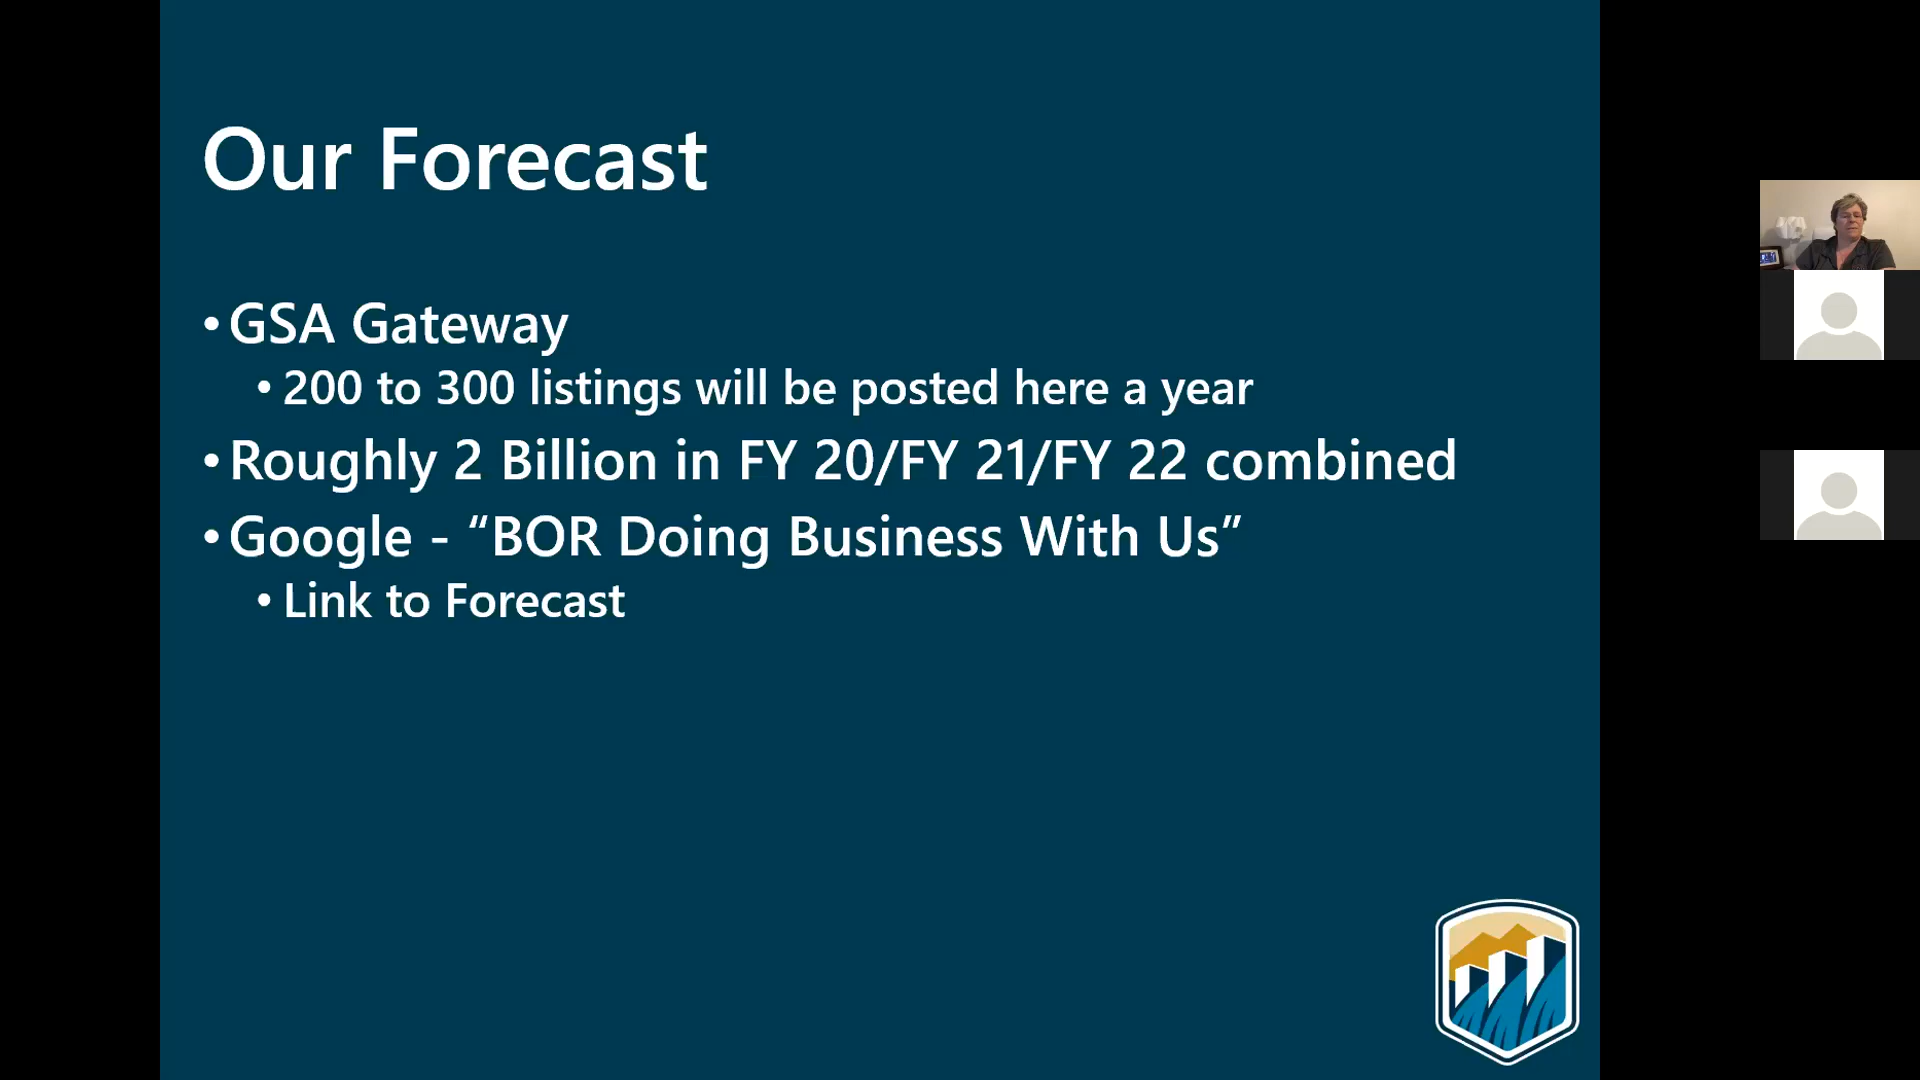 Our Forecast
• GSA Gateway
• 200 to 300 listings will be posted here a year
• Roughly 2 Billion in FY 20/FY 21/FY 22 combined
• Google - “BOR Doing Business With Us”
• Link to Forecast